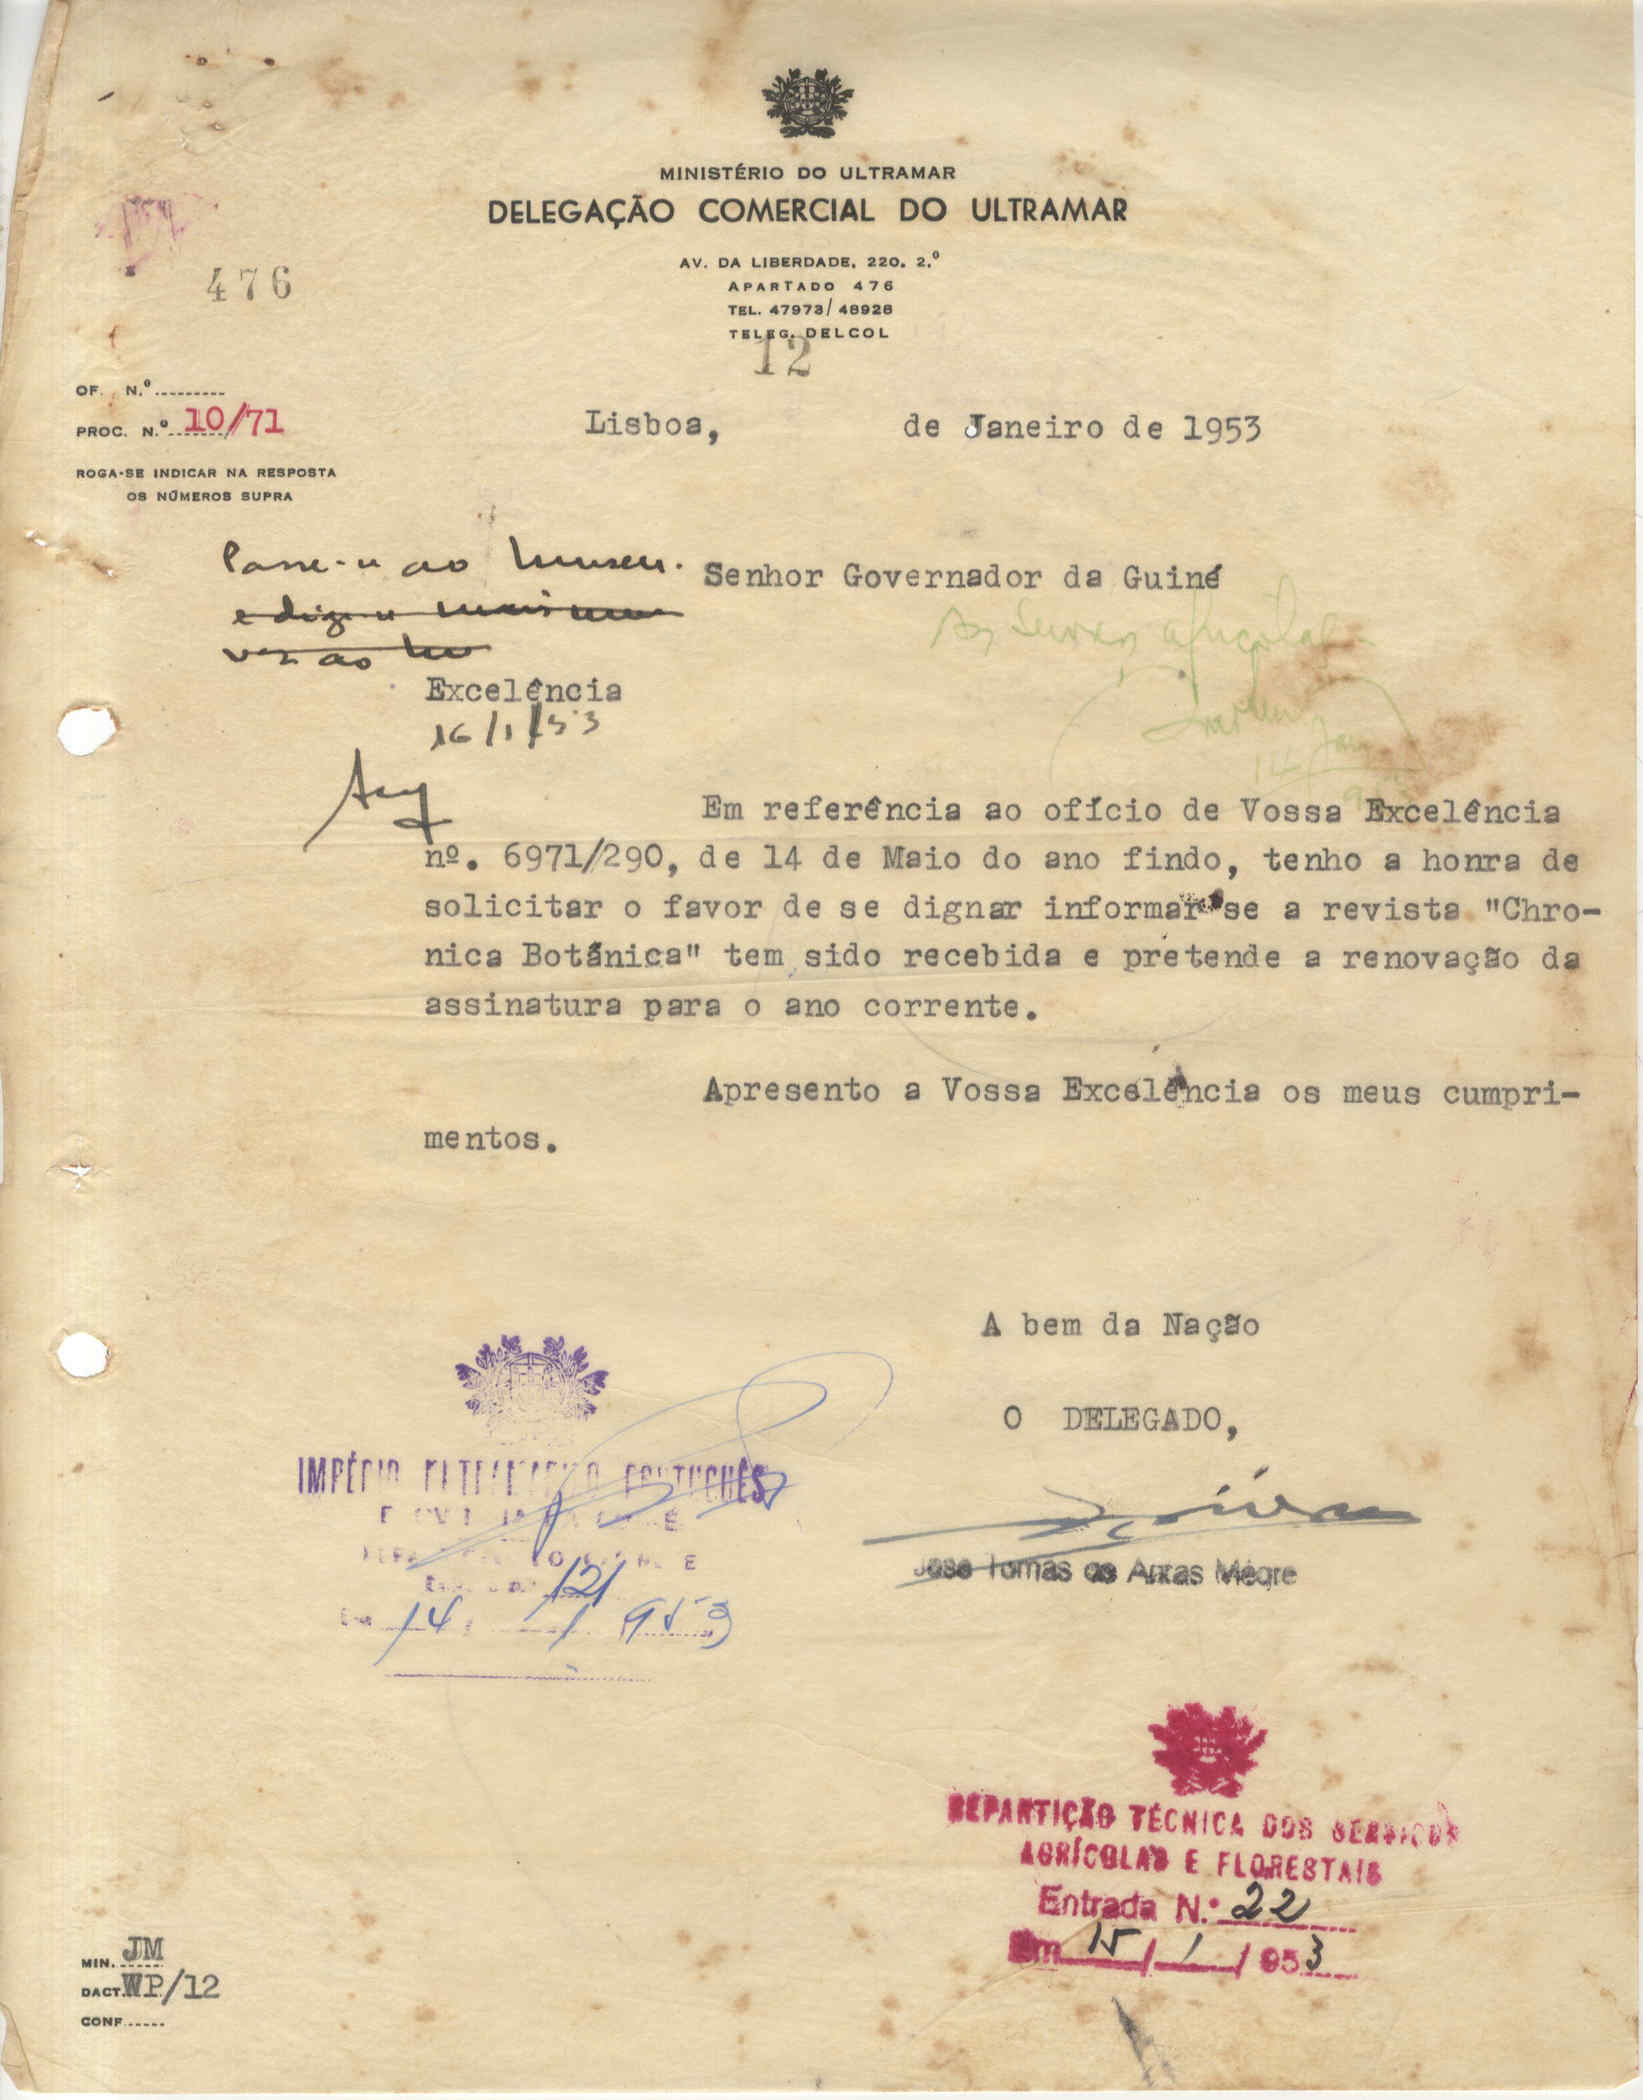 MINISTÉRIO DO ULTRAMAR
DELEGAÇÃO COMERCIAL DO ULTRAMAR
AV. DA LIBERDADE, 220, 2.º
APARTADO 476
TEL. 47973/48928
TELEG. DELCOL
476
12
OF. N.º
PROC. N.º 10/71
Lisboa, de Janeiro de 1953
ROGA-SE INDICAR NA RESPOSTA
OS NÚMEROS SUPRA
ao Museu.
Senhor Governador da Guiné
Excelência
16/1/53
Em referência ao ofício de Vossa Excelência
nº. 6971/290, de 14 de Maio do ano findo, tenho a honra de
solicitar o favor de se dignar informar se a revista "Chro-
nica Botânica" tem sido recebida e pretende a renovação da
assinatura para o ano corrente.
Apresento a Vossa Excelência os meus cumpri-
mentos.
A bem da Nação
O DELEGADO,
José Tomás de Mégre
121
14 / 1 / 953
REPARTIÇÃO TÉCNICA DOS SERVIÇOS
AGRÍCOLAS E FLORESTAIS
Entrada N.º 22
Em 15 / 1 / 953
MIN. JM
DACT. WP/12
CONF